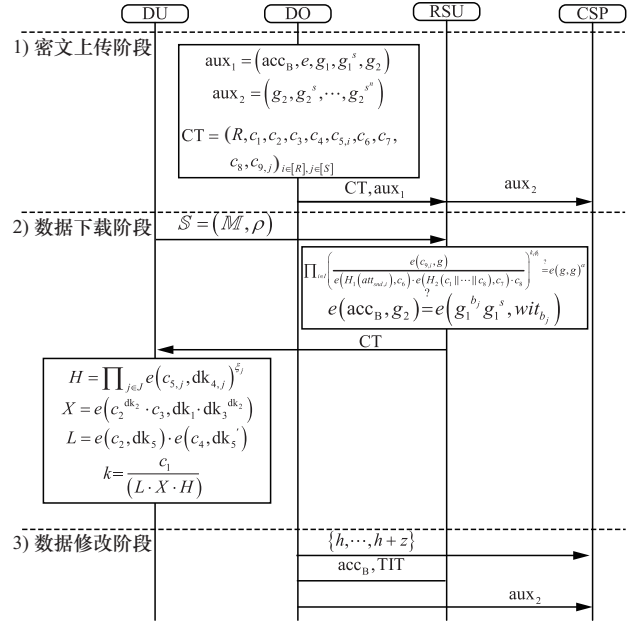 DU DO RSU CSP
1) 密文上传阶段
aux₁ = (acc_B, e, g₁, g₁^s, g₂)
aux₂ = (g₂, g₂^s, ⋯, g₂^{s^n})
CT = (R, c₁, c₂, c₃, c₄, c_{5,i}, c₆, c₇,
c₈, c_{9,j})_{i∈[R], j∈[S]}
CT, aux₁ aux₂
2) 数据下载阶段
𝕊 = (𝕄, ρ)
e(acc_B, g₂) ≟ e(g₁^{b_j} g₁^s, wit_{b_j})
CT
H = ∏_{j∈J} e(c_{5,j}, dk_{4,j})^{ξ_j}
X = e(c₂^{dk₂} · c₃, dk₁ · dk₃^{dk₂})
L = e(c₂, dk₅) · e(c₄, dk₅')
k = c₁ / (L · X · H)
3) 数据修改阶段
{h, ⋯, h + z}
acc_B, TIT
aux₂